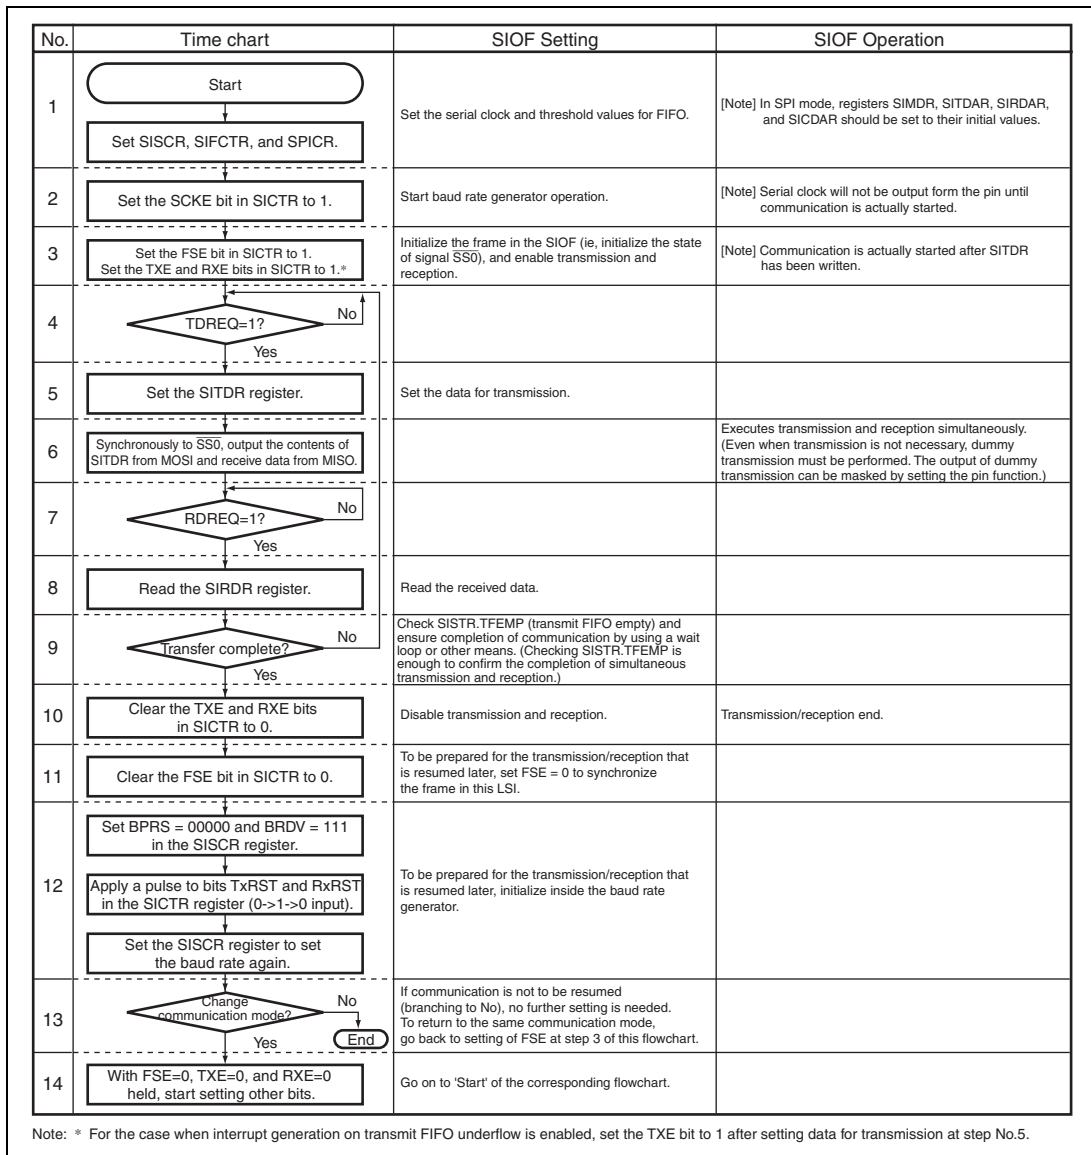 No. Time chart SIOF Setting SIOF Operation
1
Start
Set SISCR, SIFCTR, and SPICR.
Set the serial clock and threshold values for FIFO.
[Note] In SPI mode, registers SIMDR, SITDAR, SIRDAR,
and SICDAR should be set to their initial values.
2
Set the SCKE bit in SICTR to 1.
Start baud rate generator operation.
[Note] Serial clock will not be output form the pin until
communication is actually started.
3
Set the FSE bit in SICTR to 1.
Set the TXE and RXE bits in SICTR to 1.*
Initialize the frame in the SIOF (ie, initialize the state
of signal SS0), and enable transmission and
reception.
[Note] Communication is actually started after SITDR
has been written.
4
TDREQ=1?
No
Yes
5
Set the SITDR register.
Set the data for transmission.
6
Synchronously to SS0, output the contents of
SITDR from MOSI and receive data from MISO.
Executes transmission and reception simultaneously.
(Even when transmission is not necessary, dummy
transmission must be performed. The output of dummy
transmission can be masked by setting the pin function.)
7
RDREQ=1?
No
Yes
8
Read the SIRDR register.
Read the received data.
9
Transfer complete?
No
Yes
Check SISTR.TFEMP (transmit FIFO empty) and
ensure completion of communication by using a wait
loop or other means. (Checking SISTR.TFEMP is
enough to confirm the completion of simultaneous
transmission and reception.)
10
Clear the TXE and RXE bits
in SICTR to 0.
Disable transmission and reception.
Transmission/reception end.
11
Clear the FSE bit in SICTR to 0.
To be prepared for the transmission/reception that
is resumed later, set FSE = 0 to synchronize
the frame in this LSI.
12
Set BPRS = 00000 and BRDV = 111
in the SISCR register.
Apply a pulse to bits TxRST and RxRST
in the SICTR register (0->1->0 input).
Set the SISCR register to set
the baud rate again.
To be prepared for the transmission/reception that
is resumed later, initialize inside the baud rate
generator.
13
Change
communication mode?
No
End
Yes
If communication is not to be resumed
(branching to No), no further setting is needed.
To return to the same communication mode,
go back to setting of FSE at step 3 of this flowchart.
14
With FSE=0, TXE=0, and RXE=0
held, start setting other bits.
Go on to 'Start' of the corresponding flowchart.
Note: * For the case when interrupt generation on transmit FIFO underflow is enabled, set the TXE bit to 1 after setting data for transmission at step No.5.